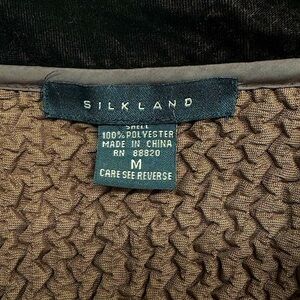 SILKLAND
SHELL
100% POLYESTER
MADE IN CHINA
RN 88820
M
CARE SEE REVERSE